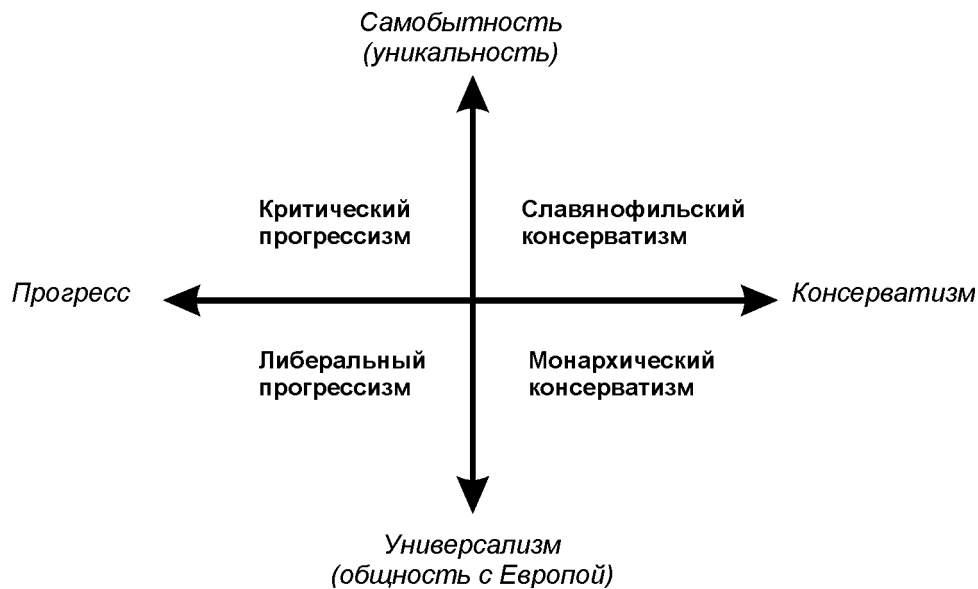 Самобытность
(уникальность)
Критический
прогрессизм
Славянофильский
консерватизм
Прогресс
Консерватизм
Либеральный
прогрессизм
Монархический
консерватизм
Универсализм
(общность с Европой)